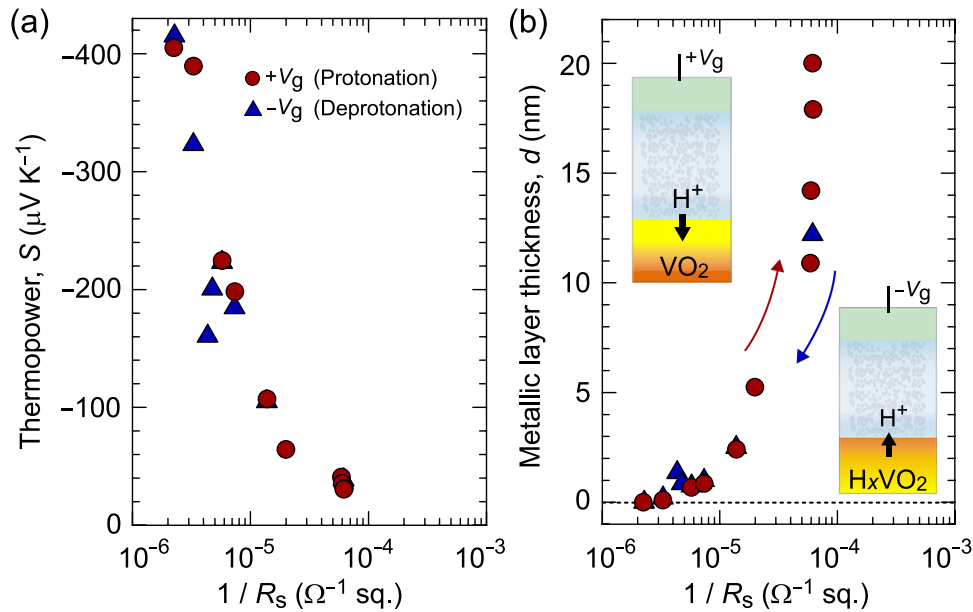 (a)
−400
−300
−200
−100
0
Thermopower, S (μV K⁻¹)
+Vg (Protonation)
−Vg (Deprotonation)
10⁻⁶ 10⁻⁵ 10⁻⁴ 10⁻³
1 / Rs (Ω⁻¹ sq.)
(b)
20
15
10
5
0
Metallic layer thickness, d (nm)
+Vg
H⁺
VO₂
−Vg
H⁺
HxVO₂
10⁻⁶ 10⁻⁵ 10⁻⁴ 10⁻³
1 / Rs (Ω⁻¹ sq.)